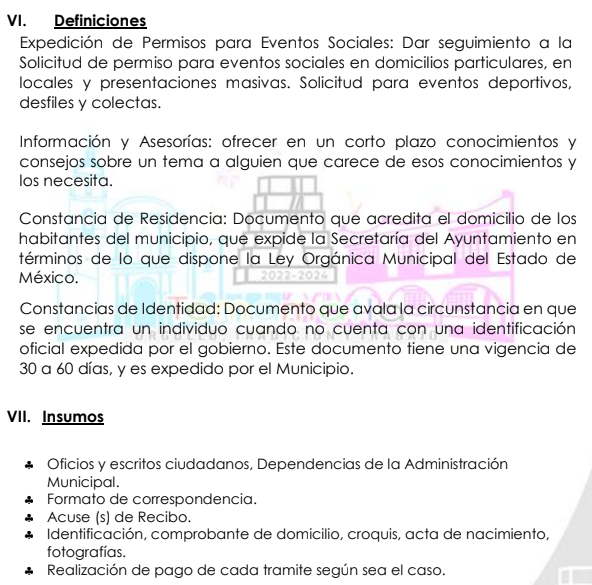 VI. Definiciones
Expedición de Permisos para Eventos Sociales: Dar seguimiento a la
Solicitud de permiso para eventos sociales en domicilios particulares, en
locales y presentaciones masivas. Solicitud para eventos deportivos,
desfiles y colectas.
Información y Asesorías: ofrecer en un corto plazo conocimientos y
consejos sobre un tema a alguien que carece de esos conocimientos y
los necesita.
Constancia de Residencia: Documento que acredita el domicilio de los
habitantes del municipio, que expide la Secretaría del Ayuntamiento en
términos de lo que dispone la Ley Orgánica Municipal del Estado de
México.
2022-2024
Constancias de Identidad: Documento que avala la circunstancia en que
se encuentra un individuo cuando no cuenta con una identificación
oficial expedida por el gobierno. Este documento tiene una vigencia de
30 a 60 días, y es expedido por el Municipio.
VII. Insumos
♣ Oficios y escritos ciudadanos, Dependencias de la Administración
Municipal.
♣ Formato de correspondencia.
♣ Acuse (s) de Recibo.
♣ Identificación, comprobante de domicilio, croquis, acta de nacimiento,
fotografías.
♣ Realización de pago de cada tramite según sea el caso.